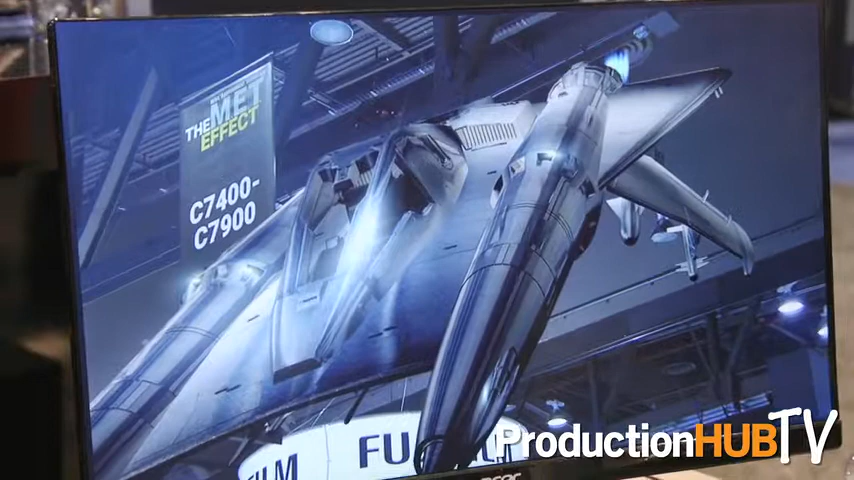 THE MET
EFFECT
C7400-
C7900
FU
ProductionHUBTV